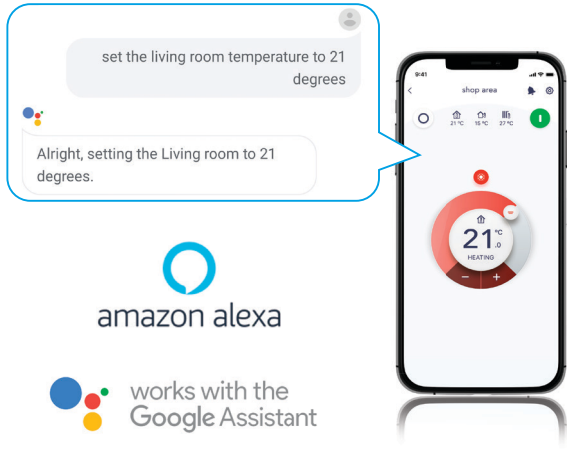 set the living room temperature to 21
degrees
Alright, setting the Living room to 21
degrees.
9:41
shop area
21 °C 15 °C 27 °C
21.0 °C
HEATING
amazon alexa
works with the
Google Assistant